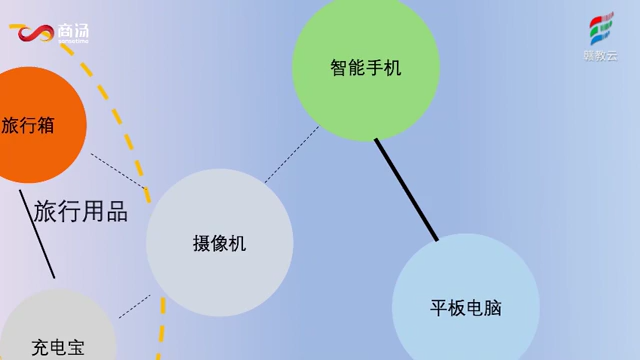 商汤
sensetime
赣教云
智能手机
旅行箱
旅行用品
摄像机
平板电脑
充电宝